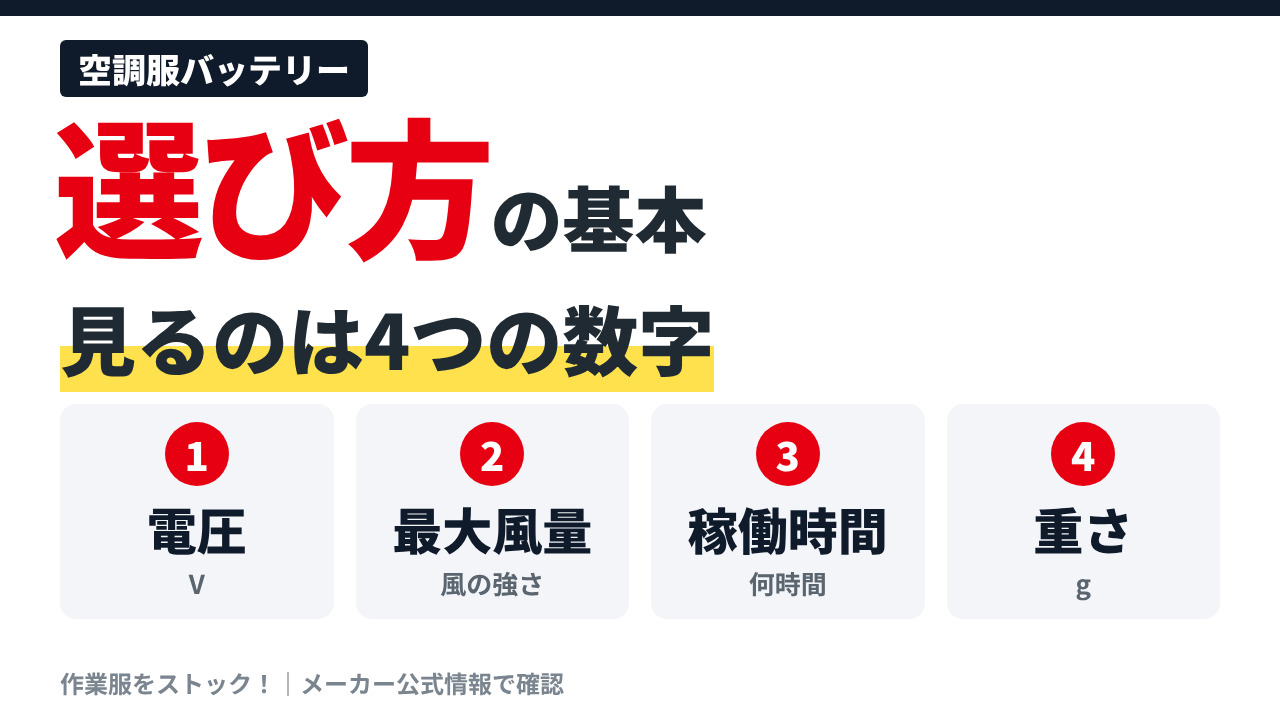 空調服バッテリー
選び方の基本
見るのは4つの数字
1
電圧
V
2
最大風量
風の強さ
3
稼働時間
何時間
4
重さ
g
作業服をストック！｜メーカー公式情報で確認